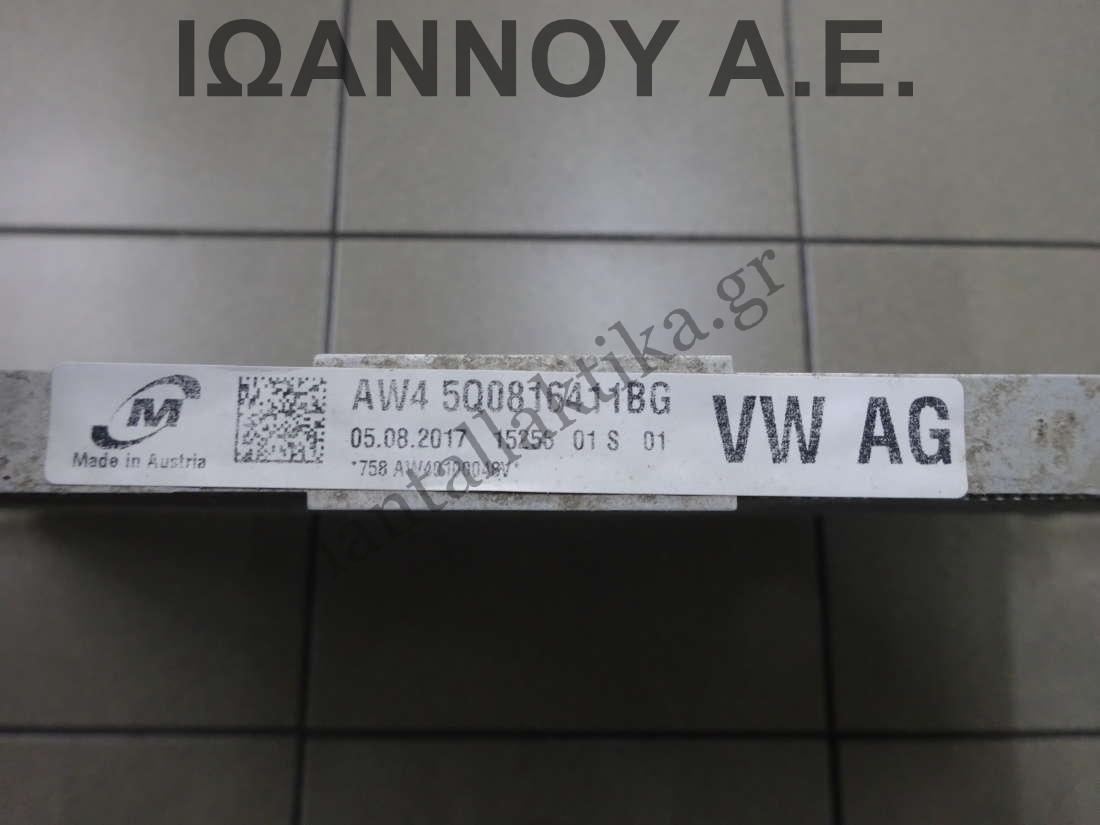 ΙΩΑΝΝΟΥ Α.Ε.
antallaktika.gr
M
Made in Austria
AW4 5Q0816411BG
05.08.2017 15255 01 S 01
VW AG